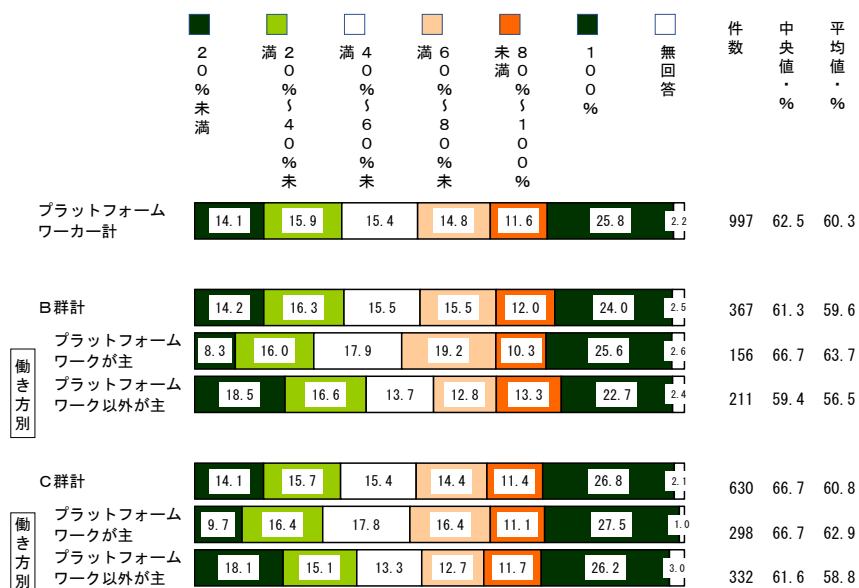 20%未満
20%~40%未満
40%~60%未満
60%~80%未満
80%~100%未満
100%
無回答
件数
中央値・%
平均値・%
プラットフォーム
ワーカー計
14.1 15.9 15.4 14.8 11.6 25.8 2.2 997 62.5 60.3
B群計
14.2 16.3 15.5 15.5 12.0 24.0 2.5 367 61.3 59.6
働き方別
プラットフォーム
ワークが主
8.3 16.0 17.9 19.2 10.3 25.6 2.6 156 66.7 63.7
プラットフォーム
ワーク以外が主
18.5 16.6 13.7 12.8 13.3 22.7 2.4 211 59.4 56.5
C群計
14.1 15.7 15.4 14.4 11.4 26.8 2.1 630 66.7 60.8
働き方別
プラットフォーム
ワークが主
9.7 16.4 17.8 16.4 11.1 27.5 1.0 298 66.7 62.9
プラットフォーム
ワーク以外が主
18.1 15.1 13.3 12.7 11.7 26.2 3.0 332 61.6 58.8